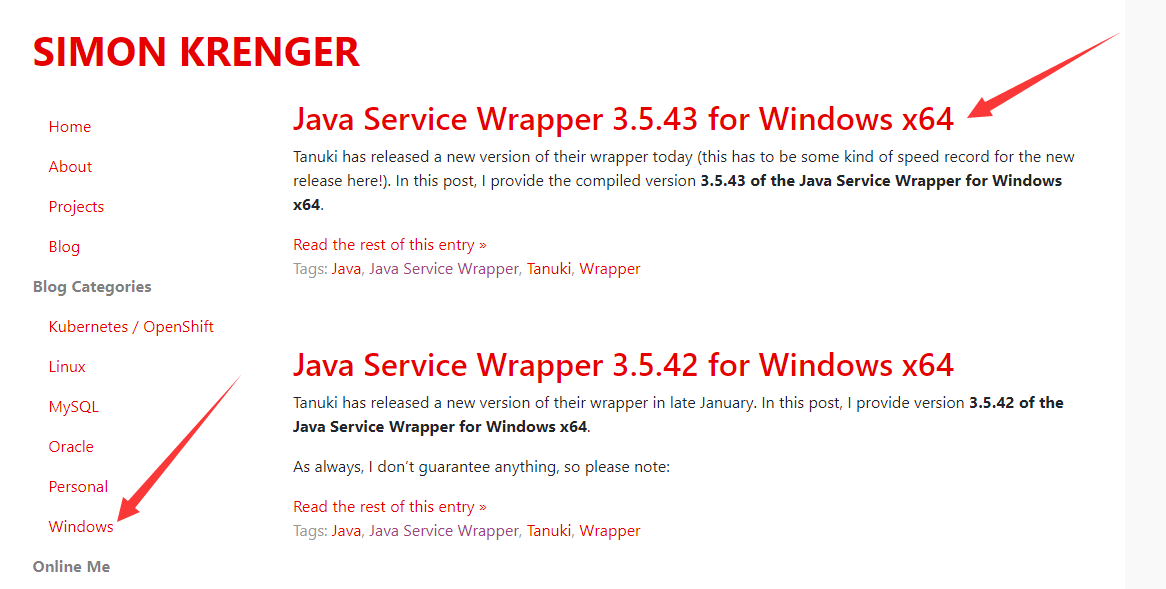 SIMON KRENGER
Home
About
Projects
Blog
Blog Categories
Kubernetes / OpenShift
Linux
MySQL
Oracle
Personal
Windows
Online Me
Java Service Wrapper 3.5.43 for Windows x64
Tanuki has released a new version of their wrapper today (this has to be some kind of speed record for the new
release here!). In this post, I provide the compiled version 3.5.43 of the Java Service Wrapper for Windows
x64.
Read the rest of this entry »
Tags: Java, Java Service Wrapper, Tanuki, Wrapper
Java Service Wrapper 3.5.42 for Windows x64
Tanuki has released a new version of their wrapper in late January. In this post, I provide version 3.5.42 of the
Java Service Wrapper for Windows x64.
As always, I don’t guarantee anything, so please note:
Read the rest of this entry »
Tags: Java, Java Service Wrapper, Tanuki, Wrapper